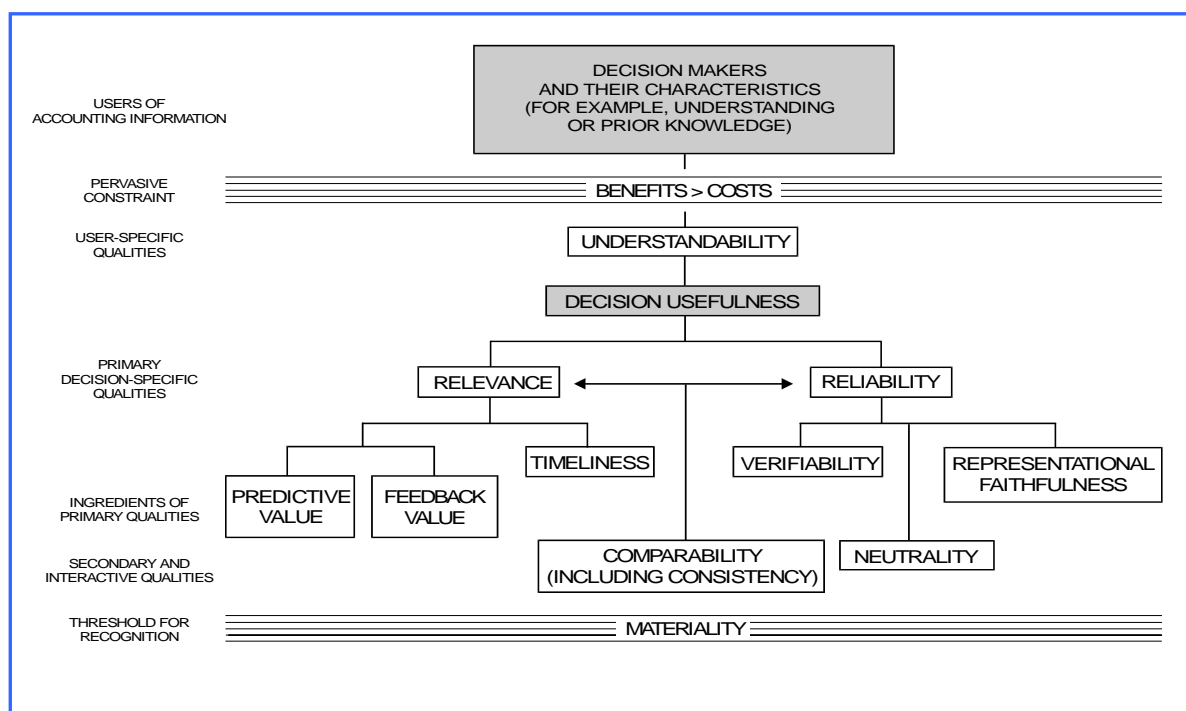 DECISION MAKERS
AND THEIR CHARACTERISTICS
(FOR EXAMPLE, UNDERSTANDING
OR PRIOR KNOWLEDGE)
USERS OF
ACCOUNTING INFORMATION
PERVASIVE
CONSTRAINT
BENEFITS > COSTS
USER-SPECIFIC
QUALITIES
UNDERSTANDABILITY
DECISION USEFULNESS
PRIMARY
DECISION-SPECIFIC
QUALITIES
RELEVANCE
RELIABILITY
TIMELINESS
VERIFIABILITY
REPRESENTATIONAL
FAITHFULNESS
INGREDIENTS OF
PRIMARY QUALITIES
PREDICTIVE
VALUE
FEEDBACK
VALUE
SECONDARY AND
INTERACTIVE QUALITIES
COMPARABILITY
(INCLUDING CONSISTENCY)
NEUTRALITY
THRESHOLD FOR
RECOGNITION
MATERIALITY